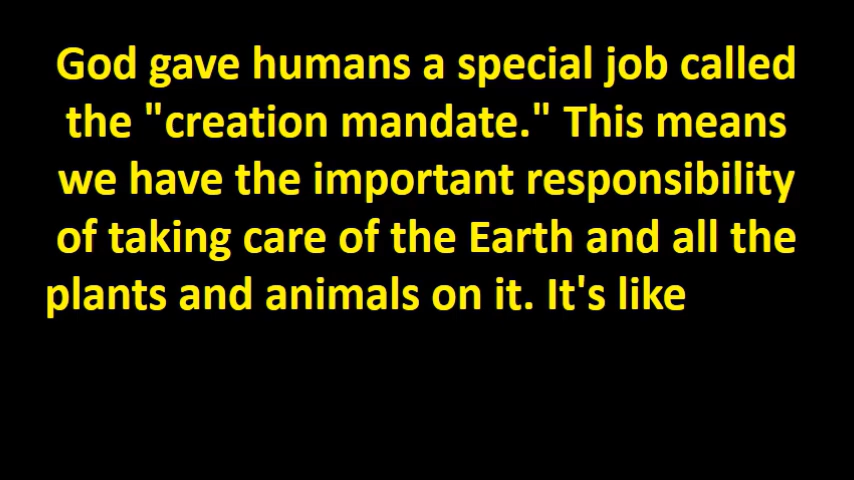 God gave humans a special job called
the "creation mandate." This means
we have the important responsibility
of taking care of the Earth and all the
plants and animals on it. It's like